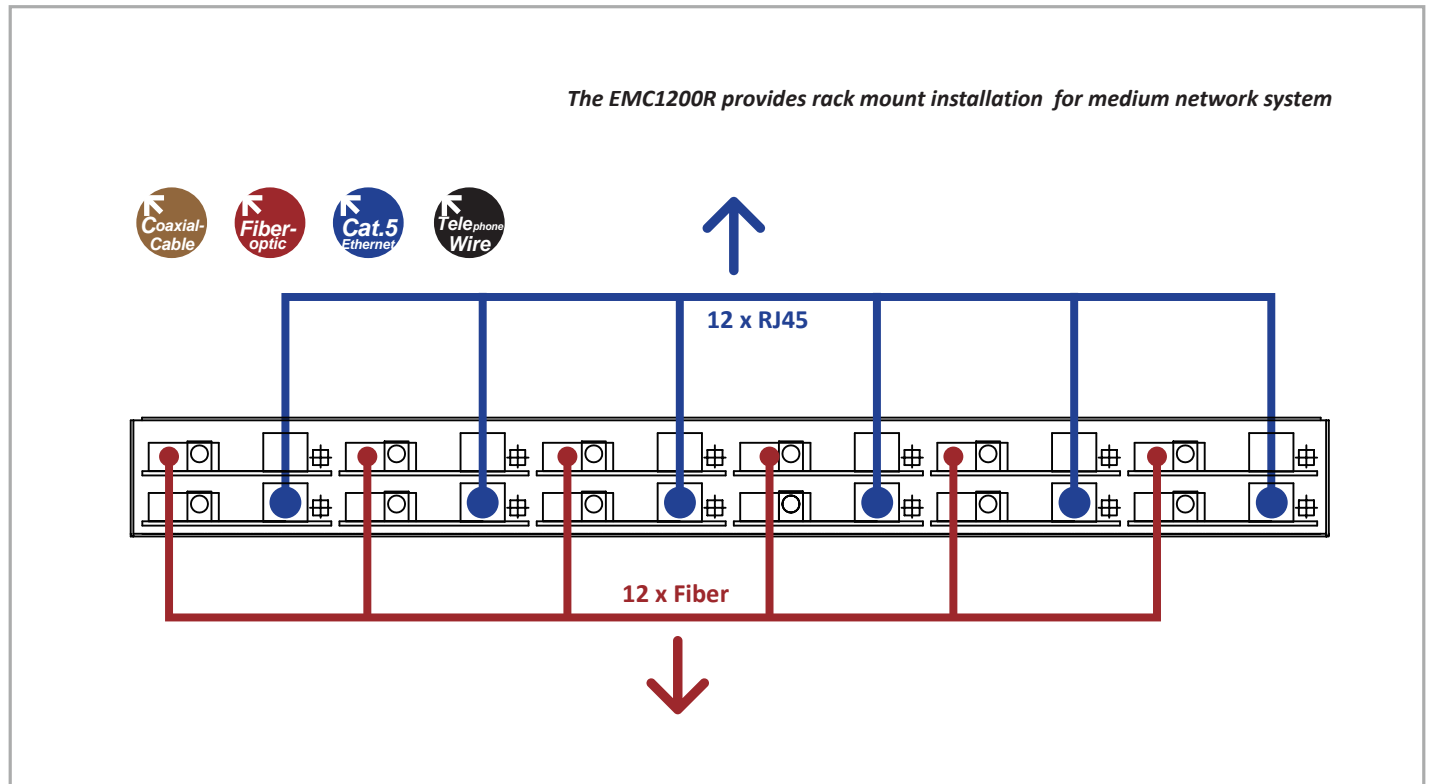 The EMC1200R provides rack mount installation for medium network system
Coaxial-
Cable
Fiber-
optic
Cat.5
Ethernet
Telephone
Wire
12 x RJ45
12 x Fiber